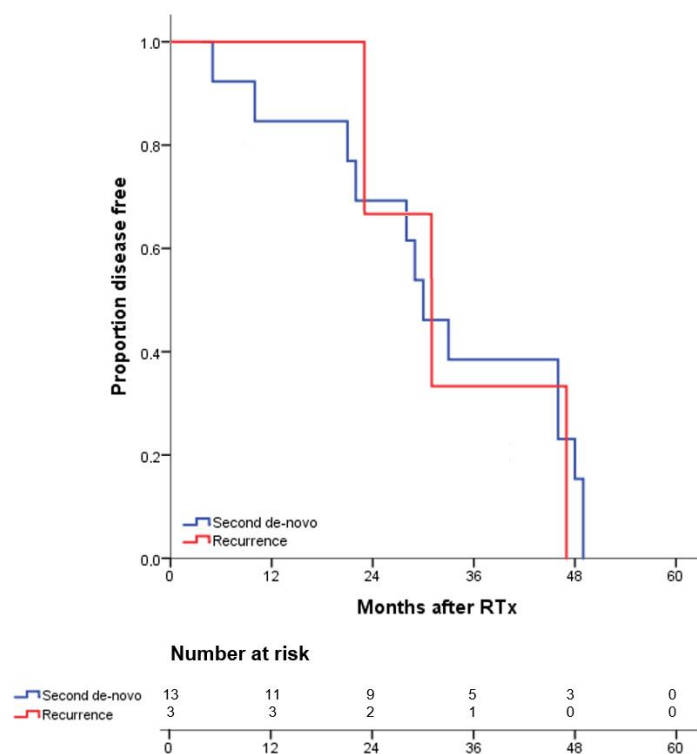 1.0
0.8
0.6
0.4
0.2
0.0
Proportion disease free
Second de-novo
Recurrence
0 12 24 36 48 60
Months after RTx
Number at risk
Second de-novo 13 11 9 5 3 0
Recurrence 3 3 2 1 0 0
0 12 24 36 48 60